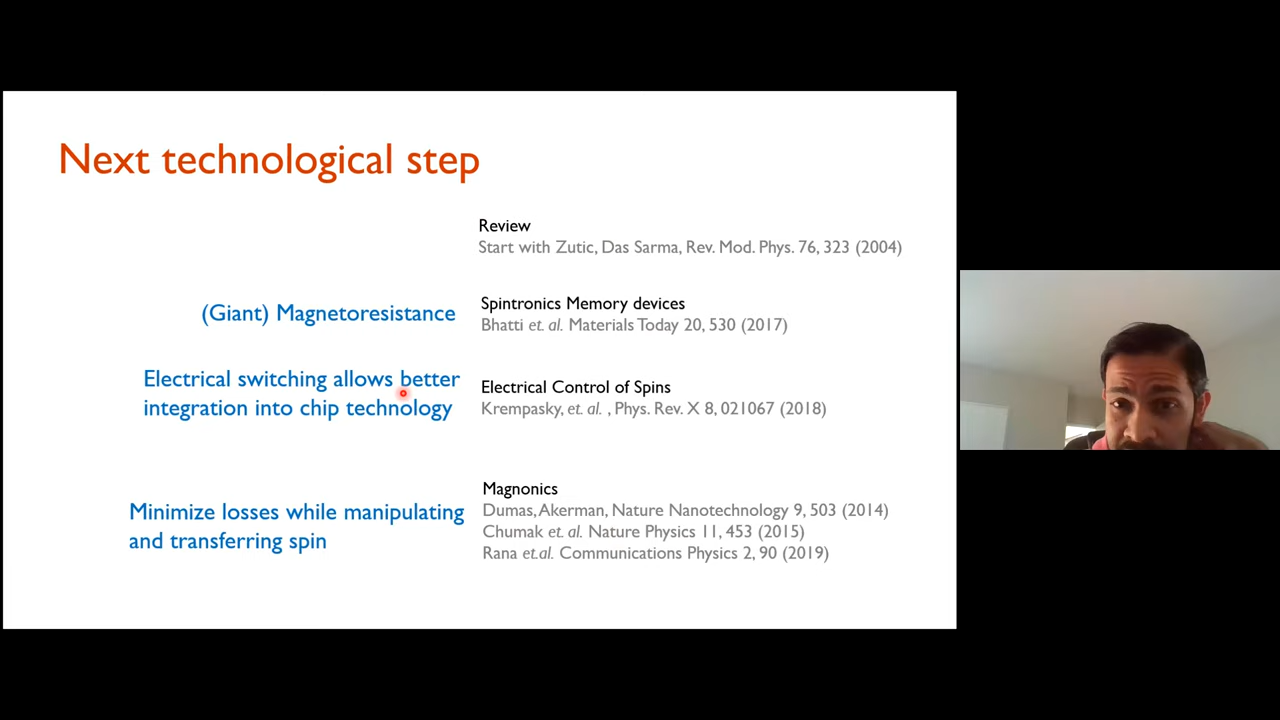 Next technological step
Review
Start with Zutic, Das Sarma, Rev. Mod. Phys. 76, 323 (2004)
(Giant) Magnetoresistance
Spintronics Memory devices
Bhatti et. al. Materials Today 20, 530 (2017)
Electrical switching allows better
integration into chip technology
Electrical Control of Spins
Krempasky, et. al. , Phys. Rev. X 8, 021067 (2018)
Minimize losses while manipulating
and transferring spin
Magnonics
Dumas, Akerman, Nature Nanotechnology 9, 503 (2014)
Chumak et. al. Nature Physics 11, 453 (2015)
Rana et.al. Communications Physics 2, 90 (2019)